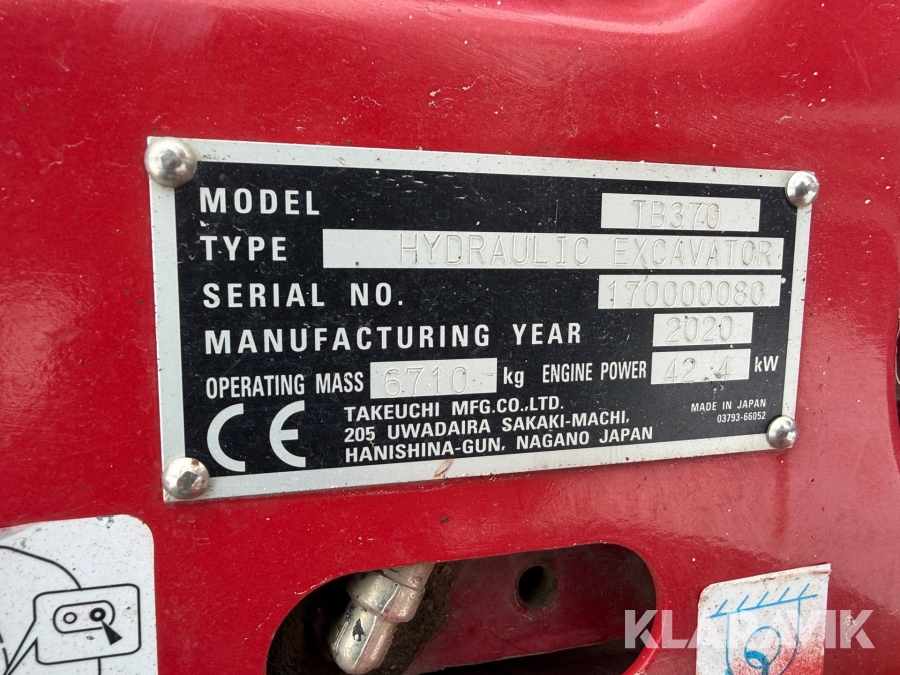 MODEL TB370
TYPE HYDRAULIC EXCAVATOR
SERIAL NO. 170000080
MANUFACTURING YEAR 2020
OPERATING MASS 6710 kg ENGINE POWER 42.4 kW
CE TAKEUCHI MFG.CO.,LTD.
205 UWADAIRA SAKAKI-MACHI,
HANISHINA-GUN, NAGANO JAPAN
MADE IN JAPAN
03793-66052
KLARAVIK